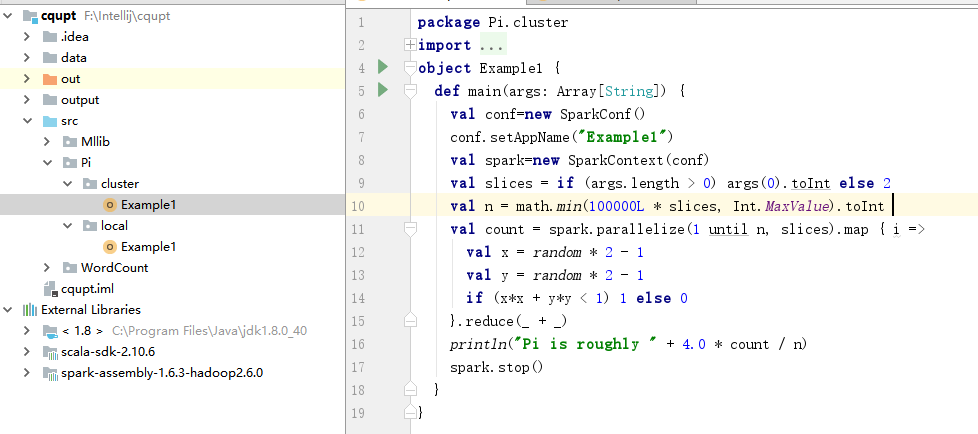 cqupt F:\Intellij\cqupt
.idea
data
out
output
src
Mllib
Pi
cluster
Example1
local
Example1
WordCount
cqupt.iml
External Libraries
< 1.8 > C:\Program Files\Java\jdk1.8.0_40
scala-sdk-2.10.6
spark-assembly-1.6.3-hadoop2.6.0
1 package Pi.cluster
2 import ...
4 object Example1 {
5 def main(args: Array[String]) {
6 val conf=new SparkConf()
7 conf.setAppName("Example1")
8 val spark=new SparkContext(conf)
9 val slices = if (args.length > 0) args(0).toInt else 2
10 val n = math.min(100000L * slices, Int.MaxValue).toInt
11 val count = spark.parallelize(1 until n, slices).map { i =>
12 val x = random * 2 - 1
13 val y = random * 2 - 1
14 if (x*x + y*y < 1) 1 else 0
15 }.reduce(_ + _)
16 println("Pi is roughly " + 4.0 * count / n)
17 spark.stop()
18 }
19 }